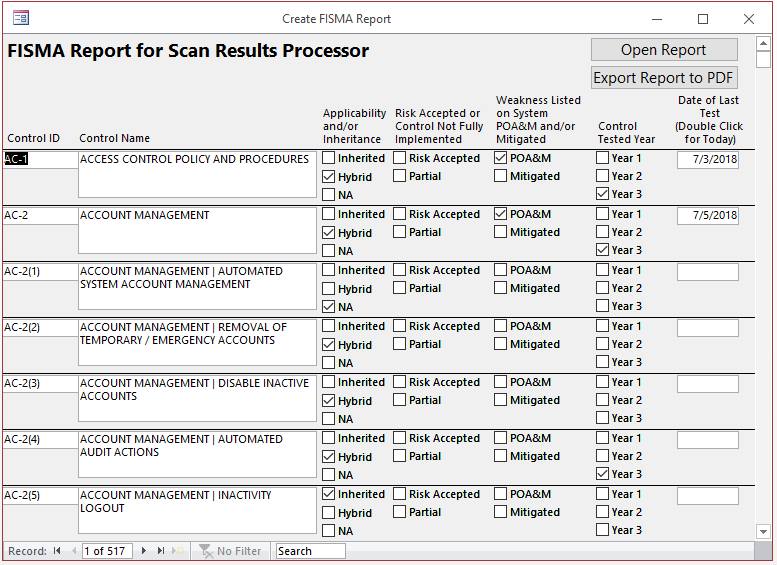 Create FISMA Report
FISMA Report for Scan Results Processor
Open Report
Export Report to PDF
Control ID
Control Name
Applicability
and/or
Inheritance
Risk Accepted or
Control Not Fully
Implemented
Weakness Listed
on System
POA&M and/or
Mitigated
Control
Tested Year
Date of Last
Test
(Double Click
for Today)
AC-1 ACCESS CONTROL POLICY AND PROCEDURES Inherited Risk Accepted POA&M Year 1 7/3/2018
Hybrid Partial Mitigated Year 2
NA Year 3
AC-2 ACCOUNT MANAGEMENT Inherited Risk Accepted POA&M Year 1 7/5/2018
Hybrid Partial Mitigated Year 2
NA Year 3
AC-2(1) ACCOUNT MANAGEMENT | AUTOMATED Inherited Risk Accepted POA&M Year 1
SYSTEM ACCOUNT MANAGEMENT Hybrid Partial Mitigated Year 2
NA Year 3
AC-2(2) ACCOUNT MANAGEMENT | REMOVAL OF Inherited Risk Accepted POA&M Year 1
TEMPORARY / EMERGENCY ACCOUNTS Hybrid Partial Mitigated Year 2
NA Year 3
AC-2(3) ACCOUNT MANAGEMENT | DISABLE INACTIVE Inherited Risk Accepted POA&M Year 1
ACCOUNTS Hybrid Partial Mitigated Year 2
NA Year 3
AC-2(4) ACCOUNT MANAGEMENT | AUTOMATED Inherited Risk Accepted POA&M Year 1
AUDIT ACTIONS Hybrid Partial Mitigated Year 2
NA Year 3
AC-2(5) ACCOUNT MANAGEMENT | INACTIVITY Inherited Risk Accepted POA&M Year 1
LOGOUT Hybrid Partial Mitigated Year 2
NA Year 3
Record: 1 of 517 No Filter Search